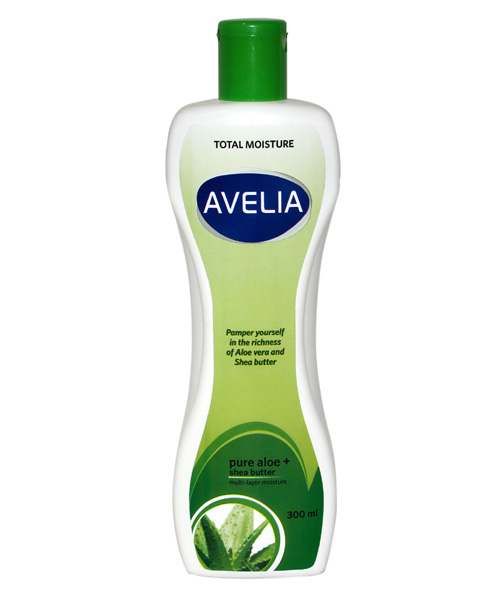 TOTAL MOISTURE
AVELIA
Pamper yourself
in the richness
of Aloe vera and
Shea butter
pure aloe +
shea butter
multi-layer moisture
300 ml